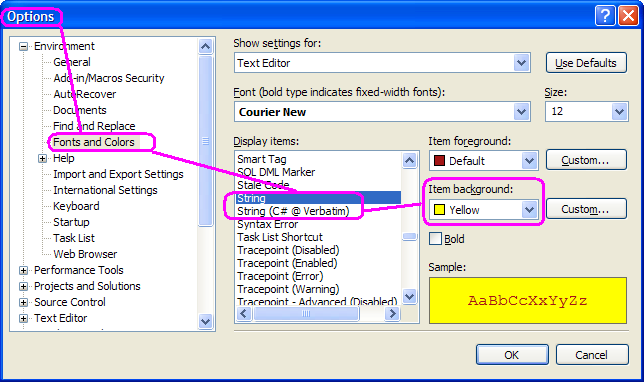 Options
Environment
General
Add-in/Macros Security
AutoRecover
Documents
Find and Replace
Fonts and Colors
Help
Import and Export Settings
International Settings
Keyboard
Startup
Task List
Web Browser
Performance Tools
Projects and Solutions
Source Control
Text Editor
Show settings for:
Text Editor
Use Defaults
Font (bold type indicates fixed-width fonts):
Size:
Courier New
12
Display items:
Smart Tag
SQL DML Marker
Stale Code
String
String (C# @ Verbatim)
Syntax Error
Task List Shortcut
Tracepoint (Disabled)
Tracepoint (Enabled)
Tracepoint (Error)
Tracepoint (Warning)
Tracepoint - Advanced (Disabled)
Item foreground:
Default
Custom...
Item background:
Yellow
Custom...
Bold
Sample:
AaBbCcXxYyZz
OK
Cancel